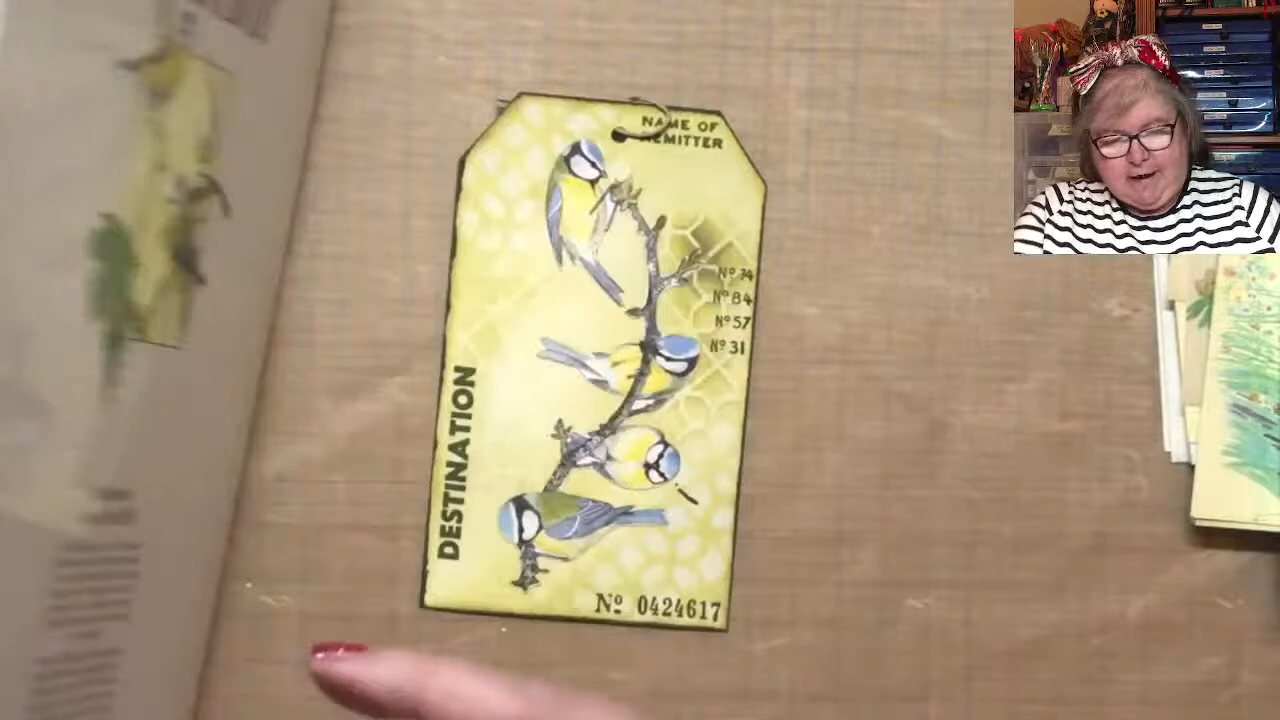 NAME OF
REMITTER
Nº 74
Nº 84
Nº 57
Nº 31
DESTINATION
Nº 0424617